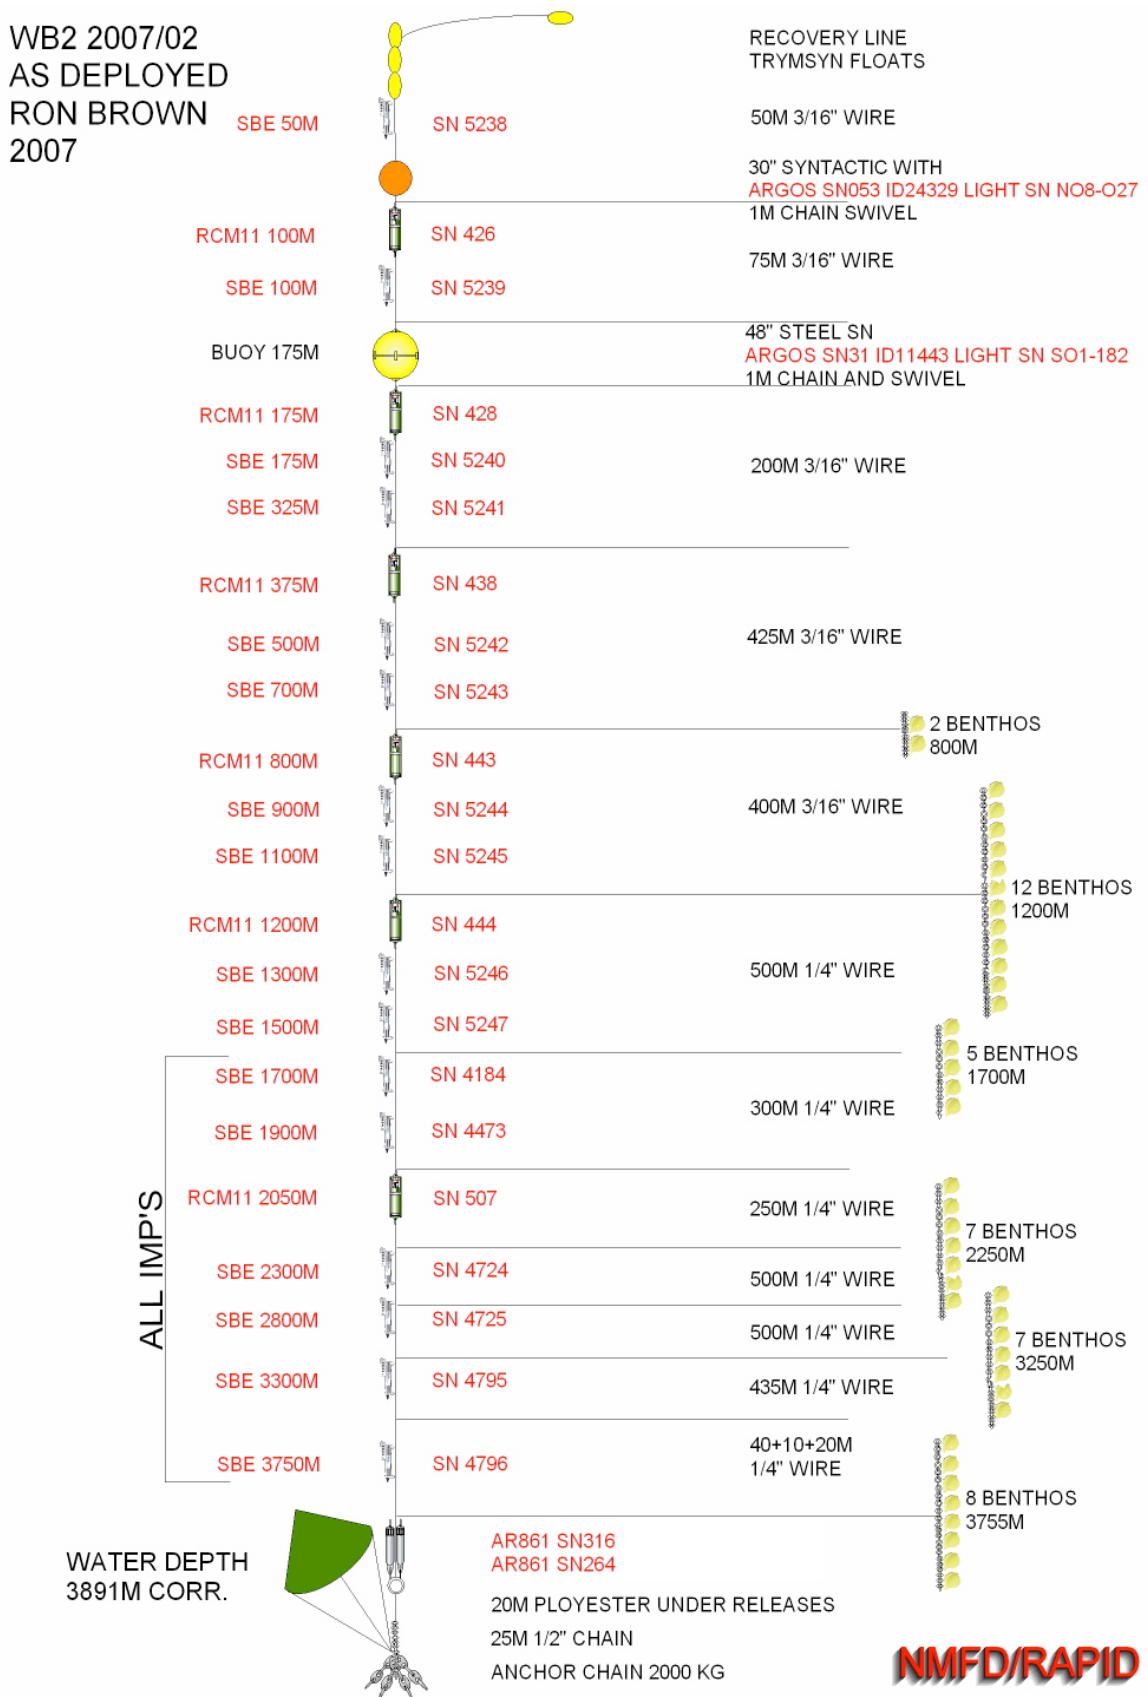 WB2 2007/02
AS DEPLOYED
RON BROWN
2007
RECOVERY LINE
TRYMSYN FLOATS
SBE 50M
SN 5238
50M 3/16" WIRE
30" SYNTACTIC WITH
ARGOS SN053 ID24329 LIGHT SN NO8-O27
1M CHAIN SWIVEL
RCM11 100M
SN 426
75M 3/16" WIRE
SBE 100M
SN 5239
48" STEEL SN
BUOY 175M
ARGOS SN31 ID11443 LIGHT SN SO1-182
1M CHAIN AND SWIVEL
RCM11 175M
SN 428
SBE 175M
SN 5240
200M 3/16" WIRE
SBE 325M
SN 5241
RCM11 375M
SN 438
SBE 500M
SN 5242
425M 3/16" WIRE
SBE 700M
SN 5243
2 BENTHOS
800M
RCM11 800M
SN 443
SBE 900M
SN 5244
400M 3/16" WIRE
SBE 1100M
SN 5245
12 BENTHOS
1200M
RCM11 1200M
SN 444
SBE 1300M
SN 5246
500M 1/4" WIRE
SBE 1500M
SN 5247
5 BENTHOS
1700M
SBE 1700M
SN 4184
300M 1/4" WIRE
SBE 1900M
SN 4473
ALL IMP'S
RCM11 2050M
SN 507
250M 1/4" WIRE
7 BENTHOS
2250M
SBE 2300M
SN 4724
500M 1/4" WIRE
SBE 2800M
SN 4725
500M 1/4" WIRE
7 BENTHOS
3250M
SBE 3300M
SN 4795
435M 1/4" WIRE
40+10+20M
1/4" WIRE
SBE 3750M
SN 4796
8 BENTHOS
3755M
AR861 SN316
AR861 SN264
WATER DEPTH
3891M CORR.
20M PLOYESTER UNDER RELEASES
25M 1/2" CHAIN
ANCHOR CHAIN 2000 KG
NMFD/RAPID